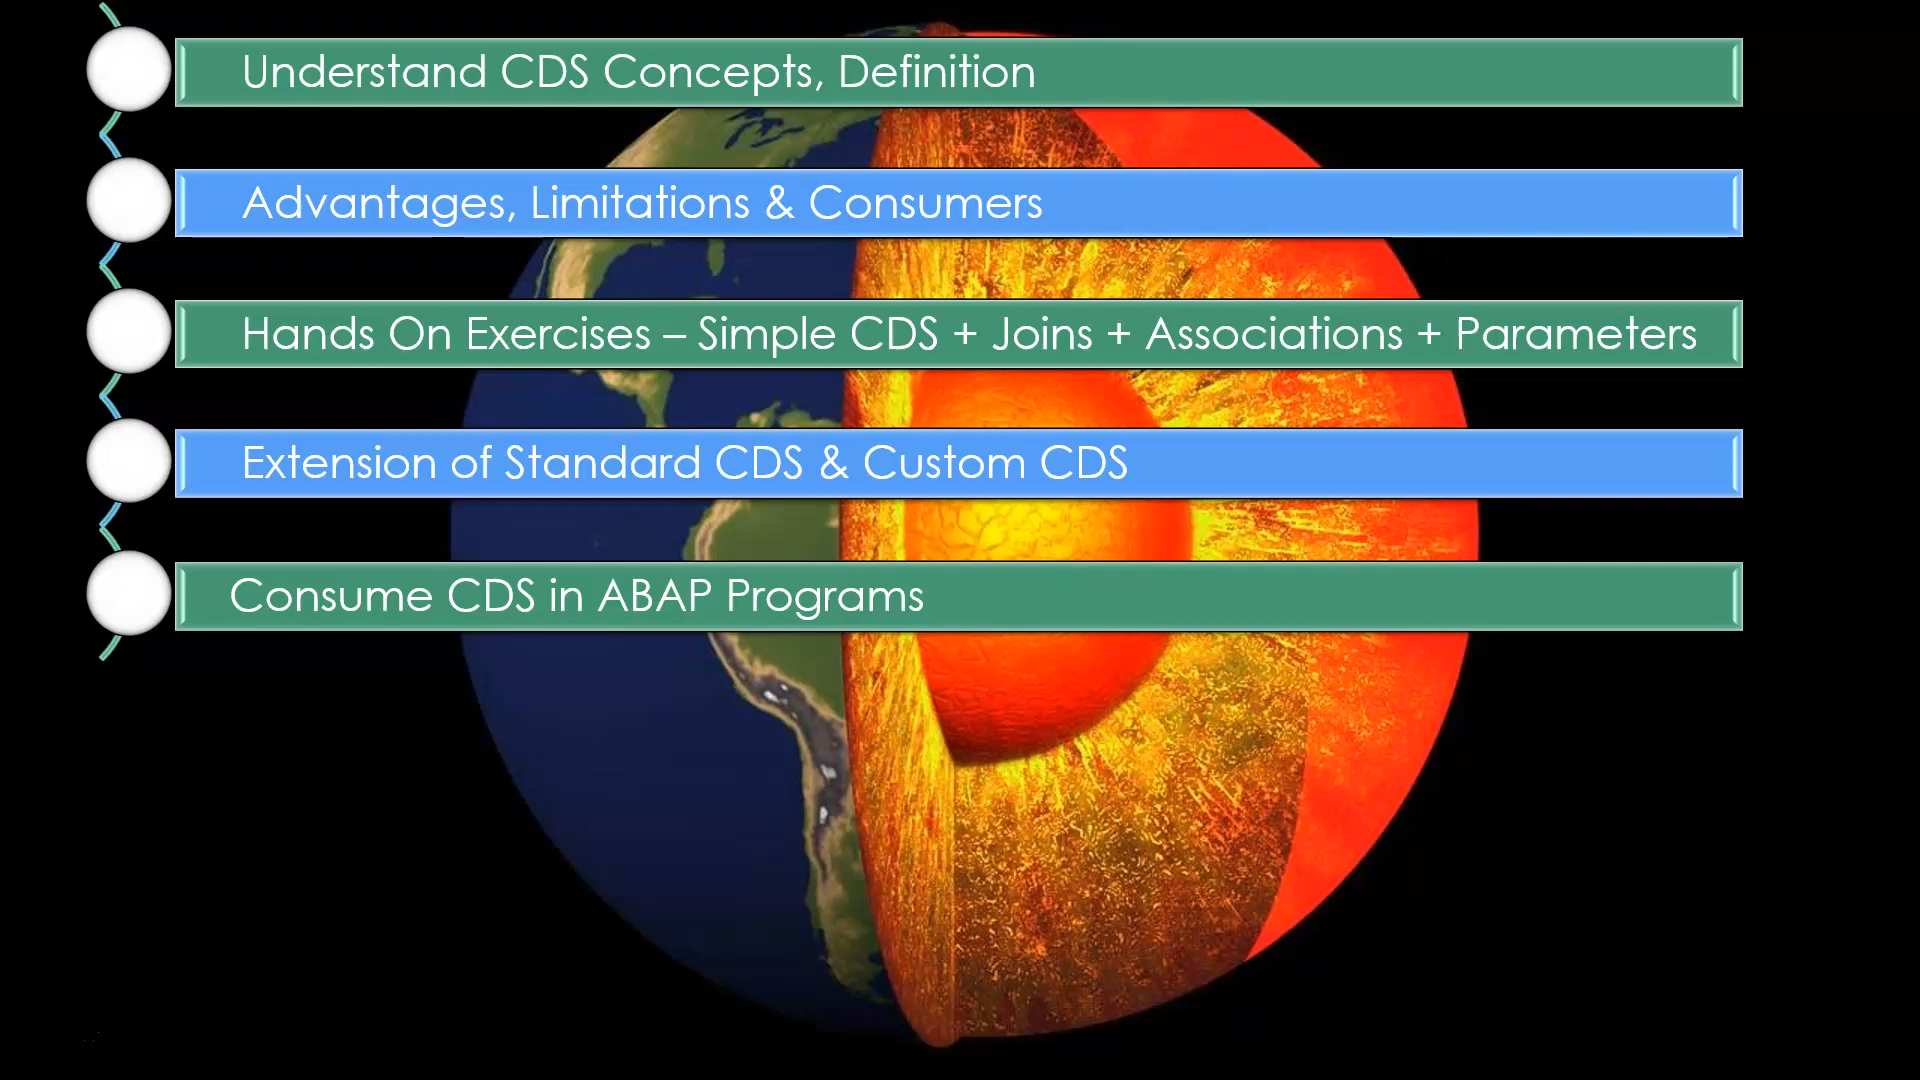 Understand CDS Concepts, Definition
Advantages, Limitations & Consumers
Hands On Exercises – Simple CDS + Joins + Associations + Parameters
Extension of Standard CDS & Custom CDS
Consume CDS in ABAP Programs